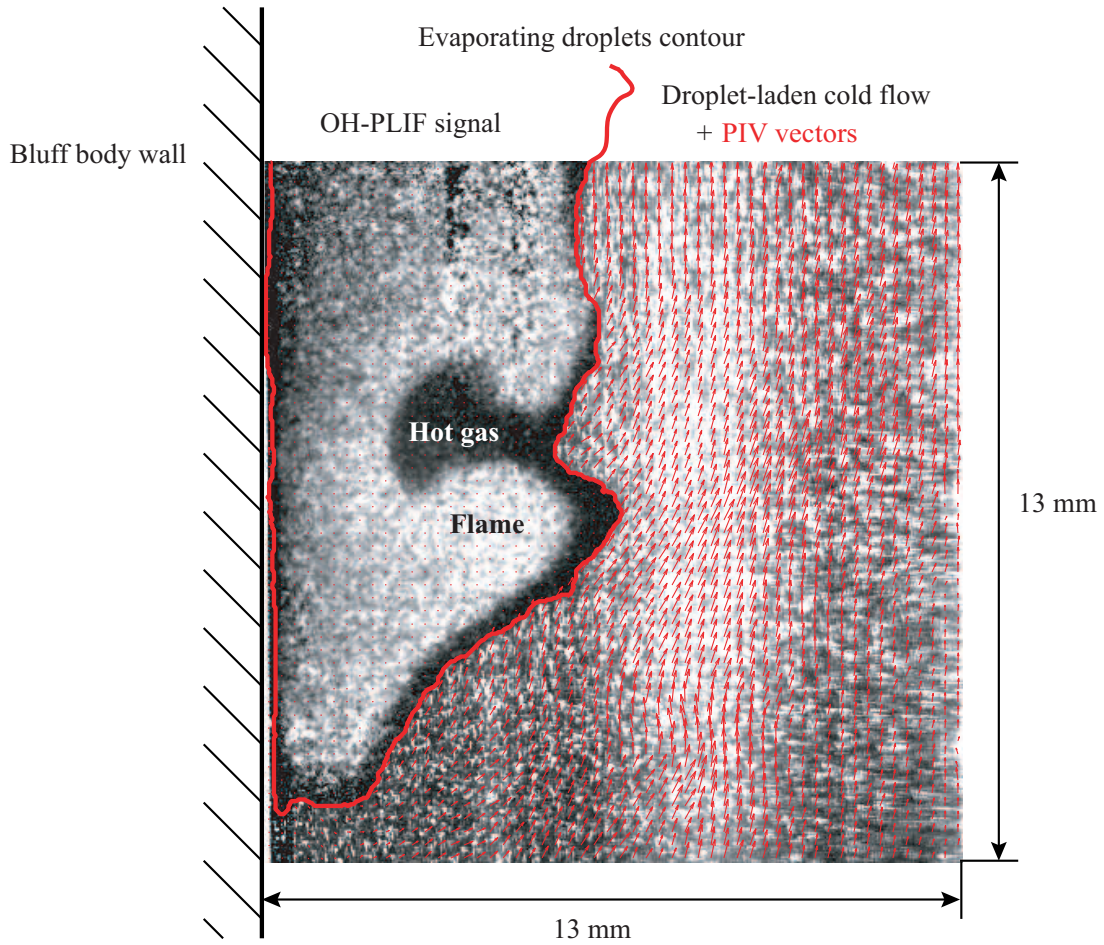 Evaporating droplets contour
Droplet-laden cold flow
+ PIV vectors
OH-PLIF signal
Bluff body wall
Hot gas
Flame
13 mm
13 mm